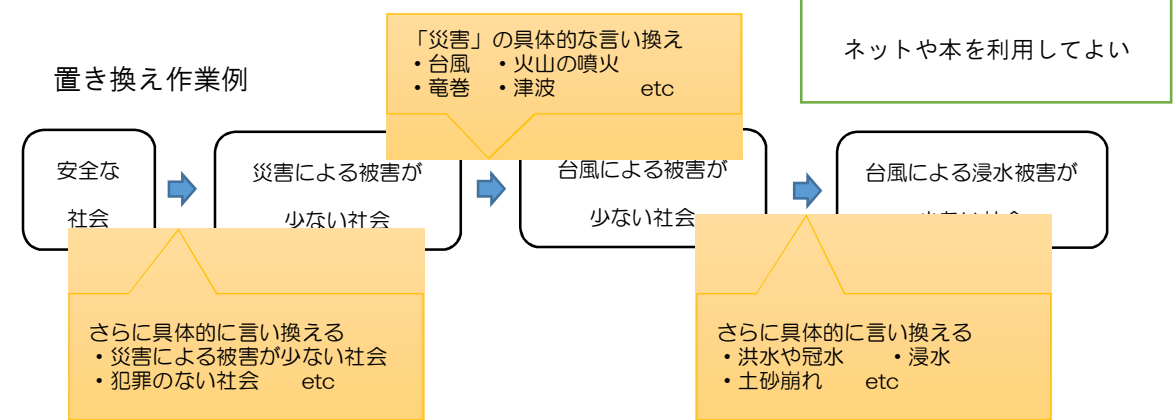 「災害」の具体的な言い換え
・台風　・火山の噴火
・竜巻　・津波　　　etc
ネットや本を利用してよい
置き換え作業例
安全な
社会
災害による被害が
少ない社会
台風による被害が
少ない社会
台風による浸水被害が
少ない社会
さらに具体的に言い換える
・災害による被害が少ない社会
・犯罪のない社会　　etc
さらに具体的に言い換える
・洪水や冠水　　・浸水
・土砂崩れ　　etc